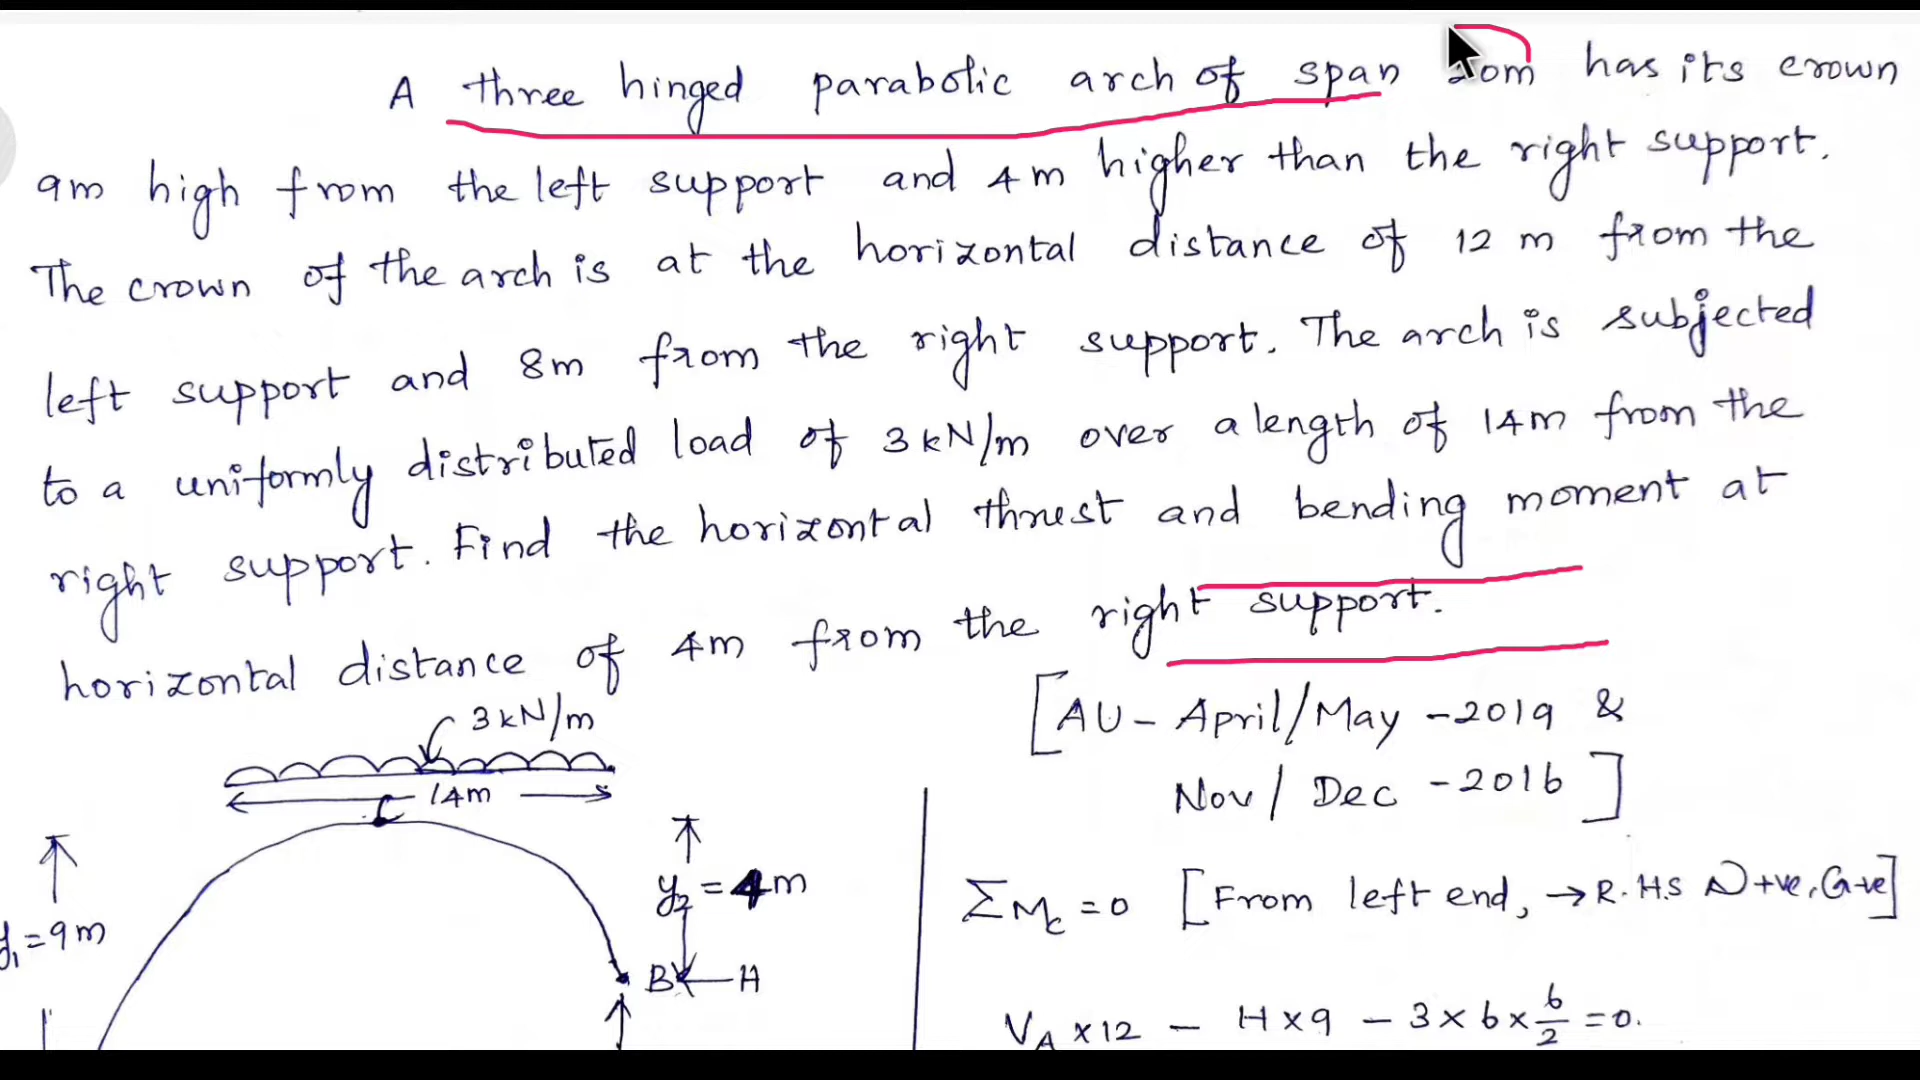 A three hinged parabolic arch of span 20m has its crown
9m high from the left support and 4m higher than the right support.
The crown of the arch is at the horizontal distance of 12 m from the
left support and 8m from the right support. The arch is subjected
to a uniformly distributed load of 3kN/m over a length of 14m from the
right support. Find the horizontal thrust and bending moment at
horizontal distance of 4m from the right support.
[AU - April/May - 2019 &
Nov / Dec - 2016]
3kN/m
14m
C
y₂ = 4m
y₁ = 9m
B ← H
ΣMc = 0 [From left end, → R.H.S +ve, -ve]
VA x 12 - H x 9 - 3 x 6 x 6/2 = 0.